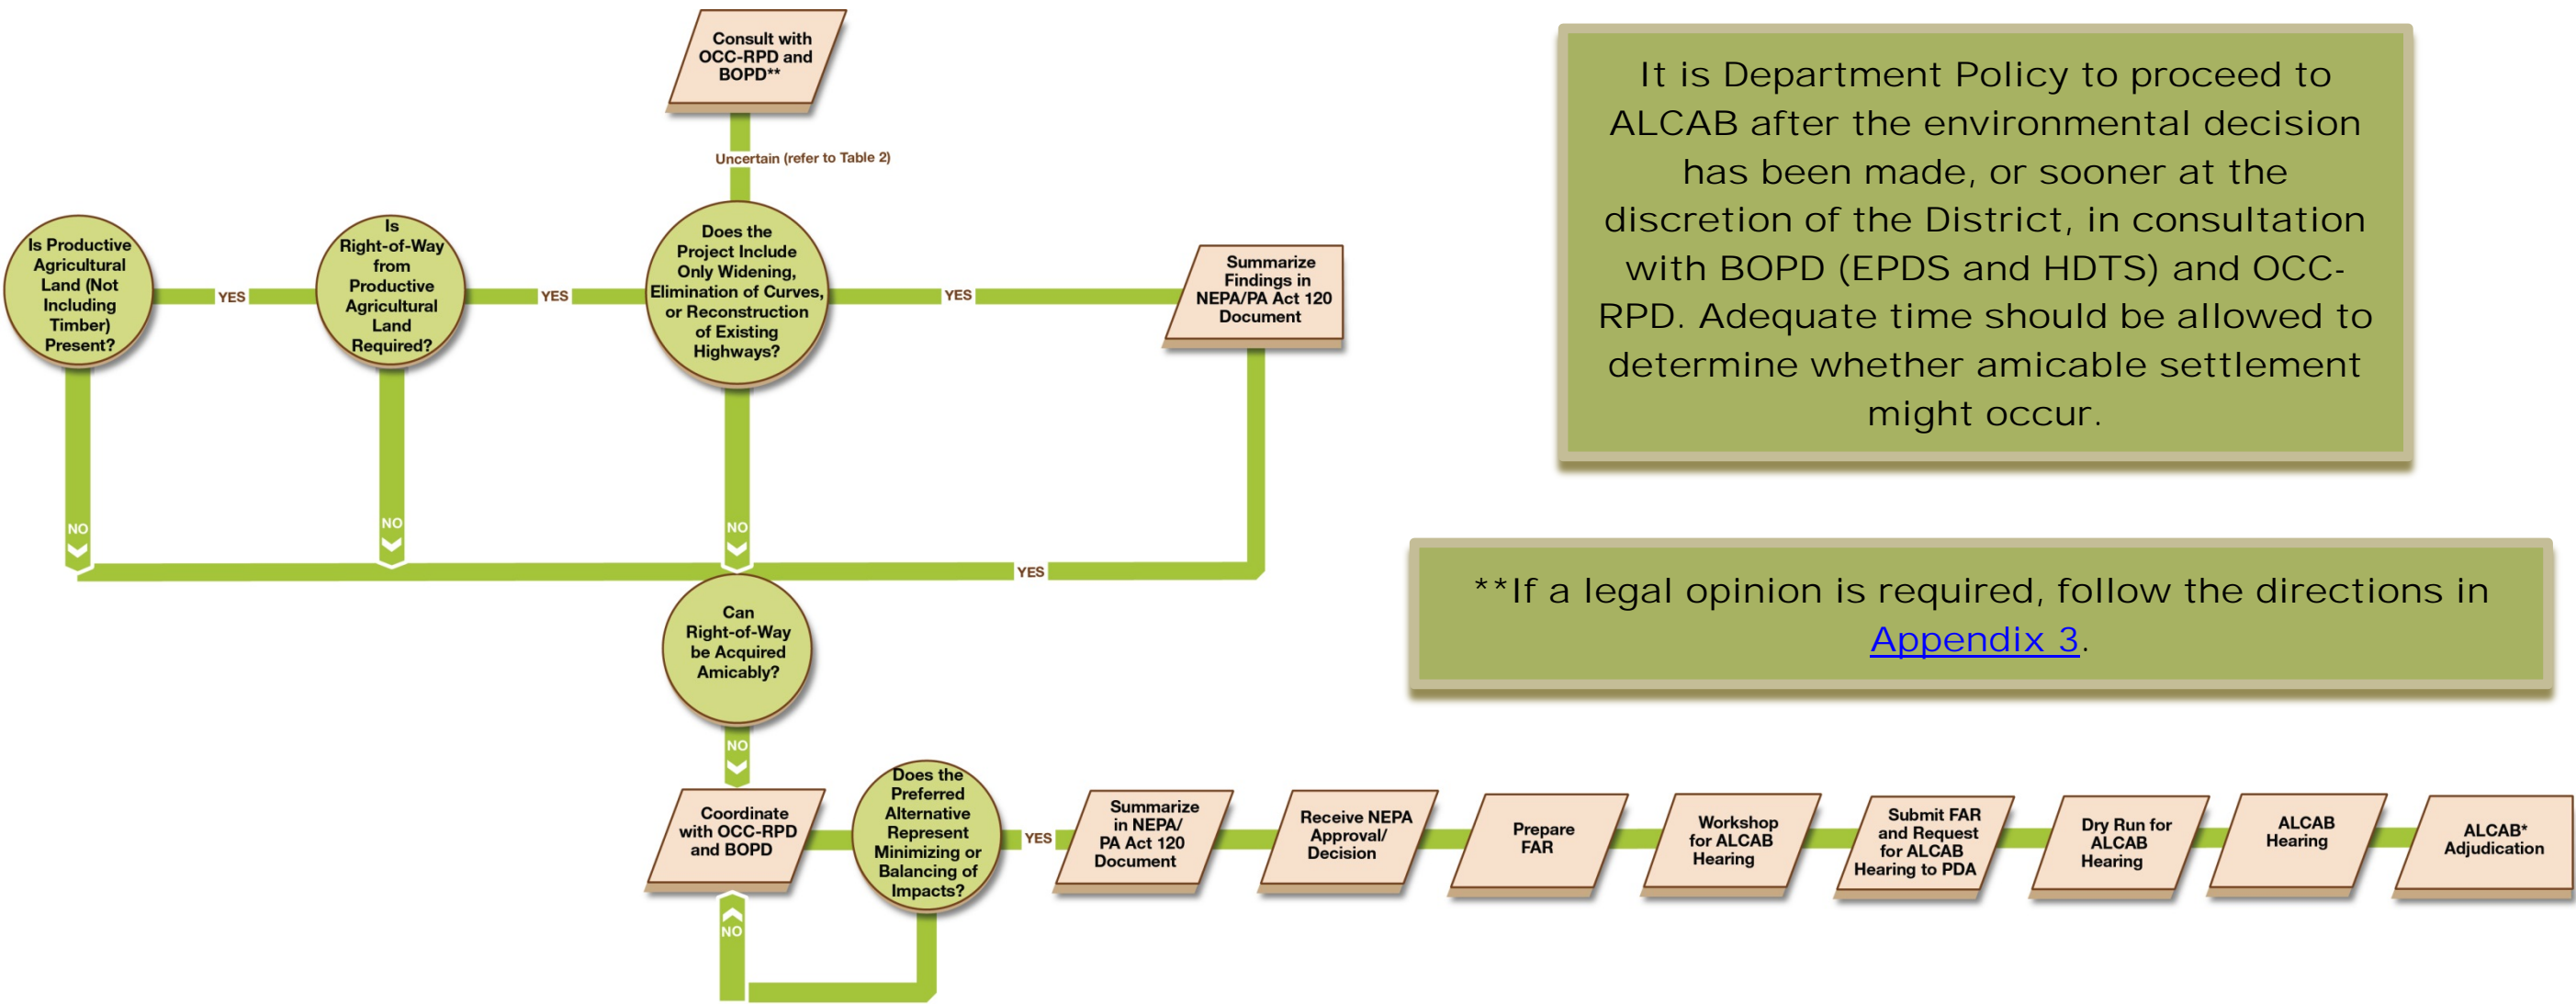 Consult with
OCC-RPD and
BOPD**
Uncertain (refer to Table 2)
Is Productive
Agricultural
Land (Not
Including
Timber)
Present?
YES
Is
Right-of-Way
from
Productive
Agricultural
Land
Required?
YES
Does the
Project Include
Only Widening,
Elimination of Curves,
or Reconstruction
of Existing
Highways?
YES
Summarize
Findings in
NEPA/PA Act 120
Document
NO
NO
NO
YES
Can
Right-of-Way
be Acquired
Amicably?
NO
Coordinate
with OCC-RPD
and BOPD
Does the
Preferred
Alternative
Represent
Minimizing or
Balancing of
Impacts?
NO
YES
Summarize
in NEPA/
PA Act 120
Document
Receive NEPA
Approval/
Decision
Prepare
FAR
Workshop
for ALCAB
Hearing
Submit FAR
and Request
for ALCAB
Hearing to PDA
Dry Run for
ALCAB
Hearing
ALCAB
Hearing
ALCAB*
Adjudication
It is Department Policy to proceed to
ALCAB after the environmental decision
has been made, or sooner at the
discretion of the District, in consultation
with BOPD (EPDS and HDTS) and OCC-
RPD. Adequate time should be allowed to
determine whether amicable settlement
might occur.
**If a legal opinion is required, follow the directions in
Appendix 3.